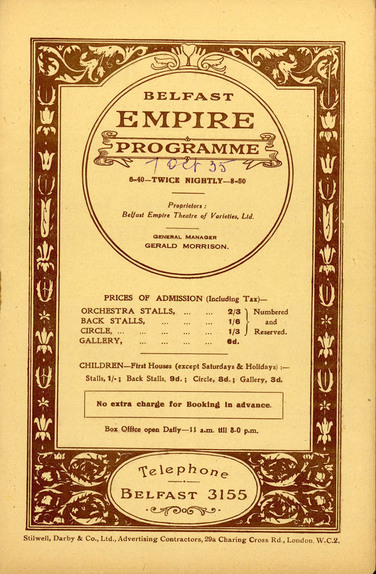 BELFAST
EMPIRE
PROGRAMME
7 Oct 35
6-40—TWICE NIGHTLY—8-50
Proprietors :
Belfast Empire Theatre of Varieties, Ltd.
GENERAL MANAGER
GERALD MORRISON.
PRICES OF ADMISSION (Including Tax)—
ORCHESTRA STALLS, ... ... 2/3 } Numbered
BACK STALLS, ... ... ... 1/6 } and
CIRCLE, ... ... ... ... 1/3 } Reserved.
GALLERY, ... ... ... ... 6d.
CHILDREN—First Houses (except Saturdays & Holidays) :—
Stalls, 1/- ; Back Stalls, 9d. ; Circle, 8d. ; Gallery, 3d.
No extra charge for Booking in advance.
Box Office open Daily—11 a.m. till 8-0 p.m.
Telephone
BELFAST 3155
Stilwell, Darby & Co., Ltd., Advertising Contractors, 29a Charing Cross Rd., London. W.C.2.